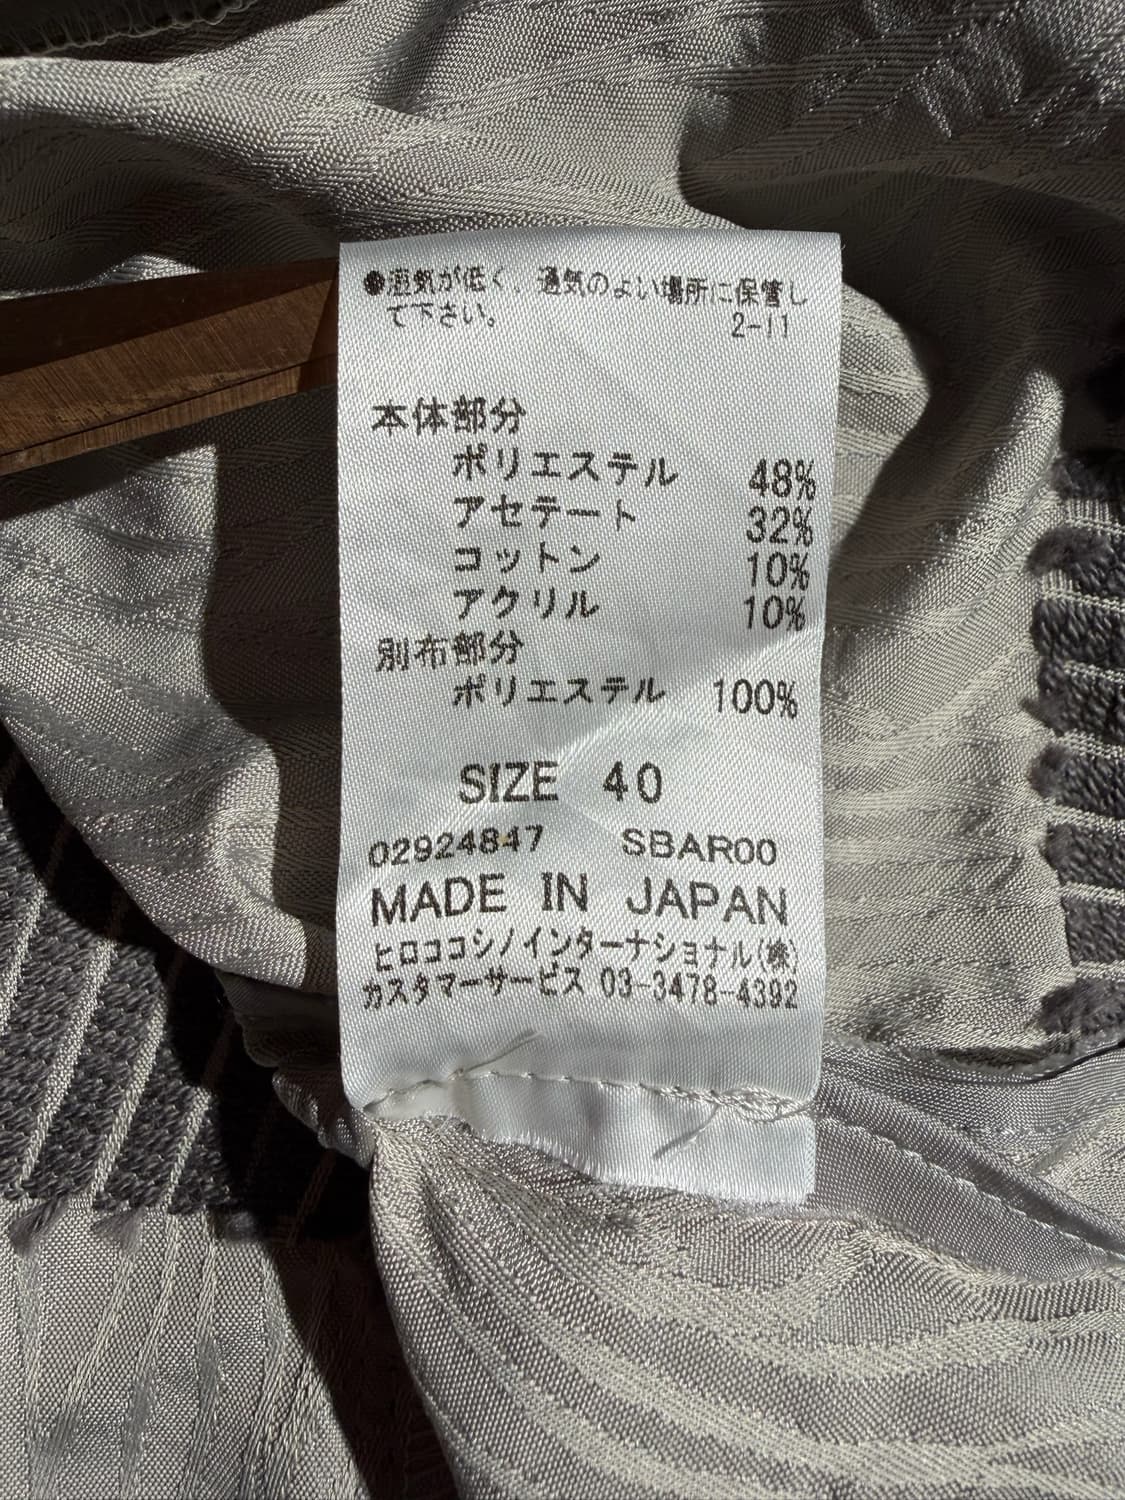 ●湿気が低く、通気のよい場所に保管し
て下さい。
2-11
本体部分
ポリエステル 48%
アセテート 32%
コットン 10%
アクリル 10%
別布部分
ポリエステル 100%
SIZE 40
02924847 SBAR00
MADE IN JAPAN
ヒロココシノインターナショナル(株)
カスタマーサービス 03-3478-4392